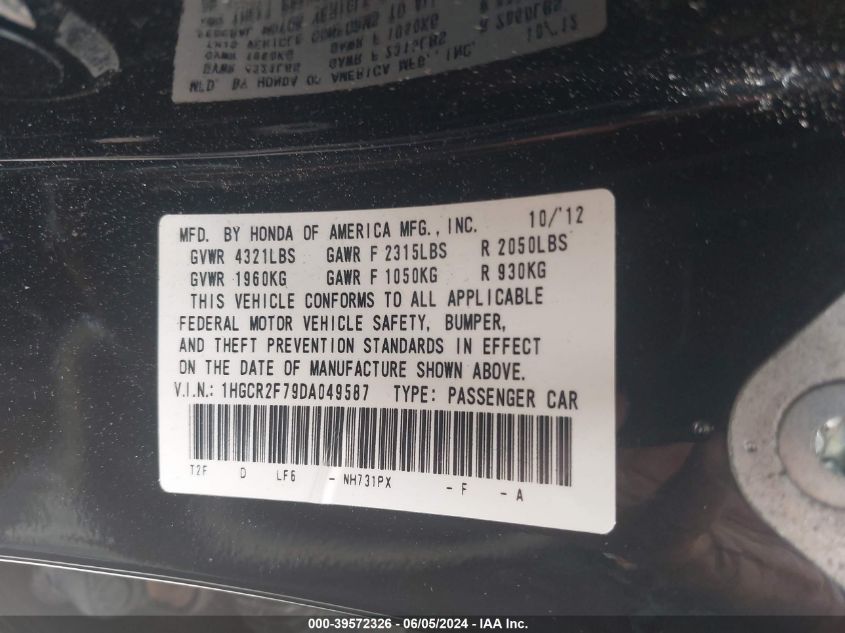 MFD. BY HONDA OF AMERICA MFG., INC. 10/'12
GVWR 4321LBS GAWR F 2315LBS R 2050LBS
GVWR 1960KG GAWR F 1050KG R 930KG
THIS VEHICLE CONFORMS TO ALL APPLICABLE
FEDERAL MOTOR VEHICLE SAFETY, BUMPER,
AND THEFT PREVENTION STANDARDS IN EFFECT
ON THE DATE OF MANUFACTURE SHOWN ABOVE.
V.I.N.: 1HGCR2F79DA049587 TYPE: PASSENGER CAR
T2F D LF6 - NH731PX - F - A
000-39572326 - 06/05/2024 - IAA Inc.